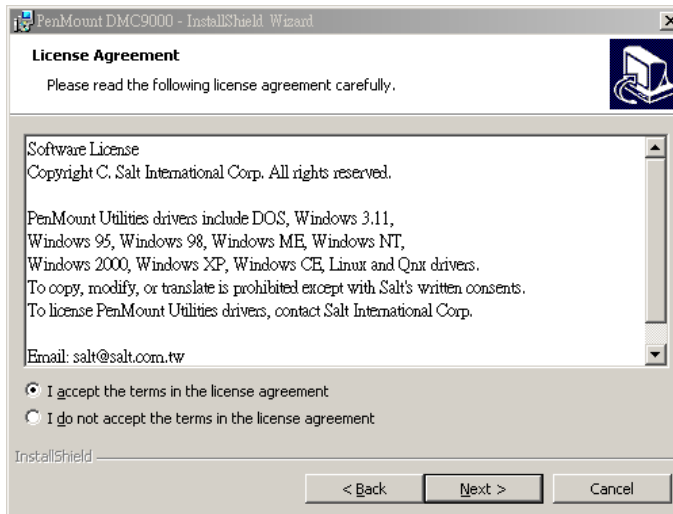 PenMount DMC9000 - InstallShield Wizard
License Agreement
Please read the following license agreement carefully.
Software License
Copyright C. Salt International Corp. All rights reserved.
PenMount Utilities drivers include DOS, Windows 3.11,
Windows 95, Windows 98, Windows ME, Windows NT,
Windows 2000, Windows XP, Windows CE, Linux and Qnx drivers.
To copy, modify, or translate is prohibited except with Salt's written consents.
To license PenMount Utilities drivers, contact Salt International Corp.
Email: salt@salt.com.tw
I accept the terms in the license agreement
I do not accept the terms in the license agreement
InstallShield
< Back Next > Cancel